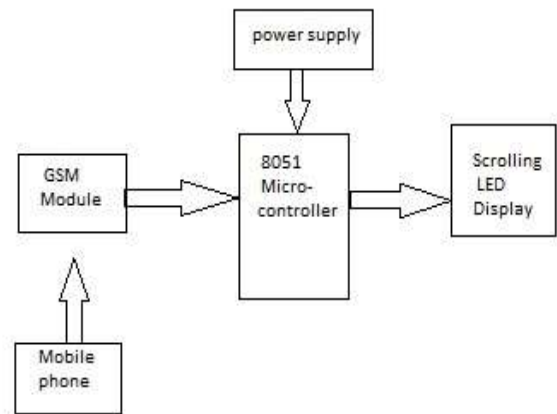 power supply
GSM
Module
8051
Micro-
controller
Scrolling
LED
Display
Mobile
phone